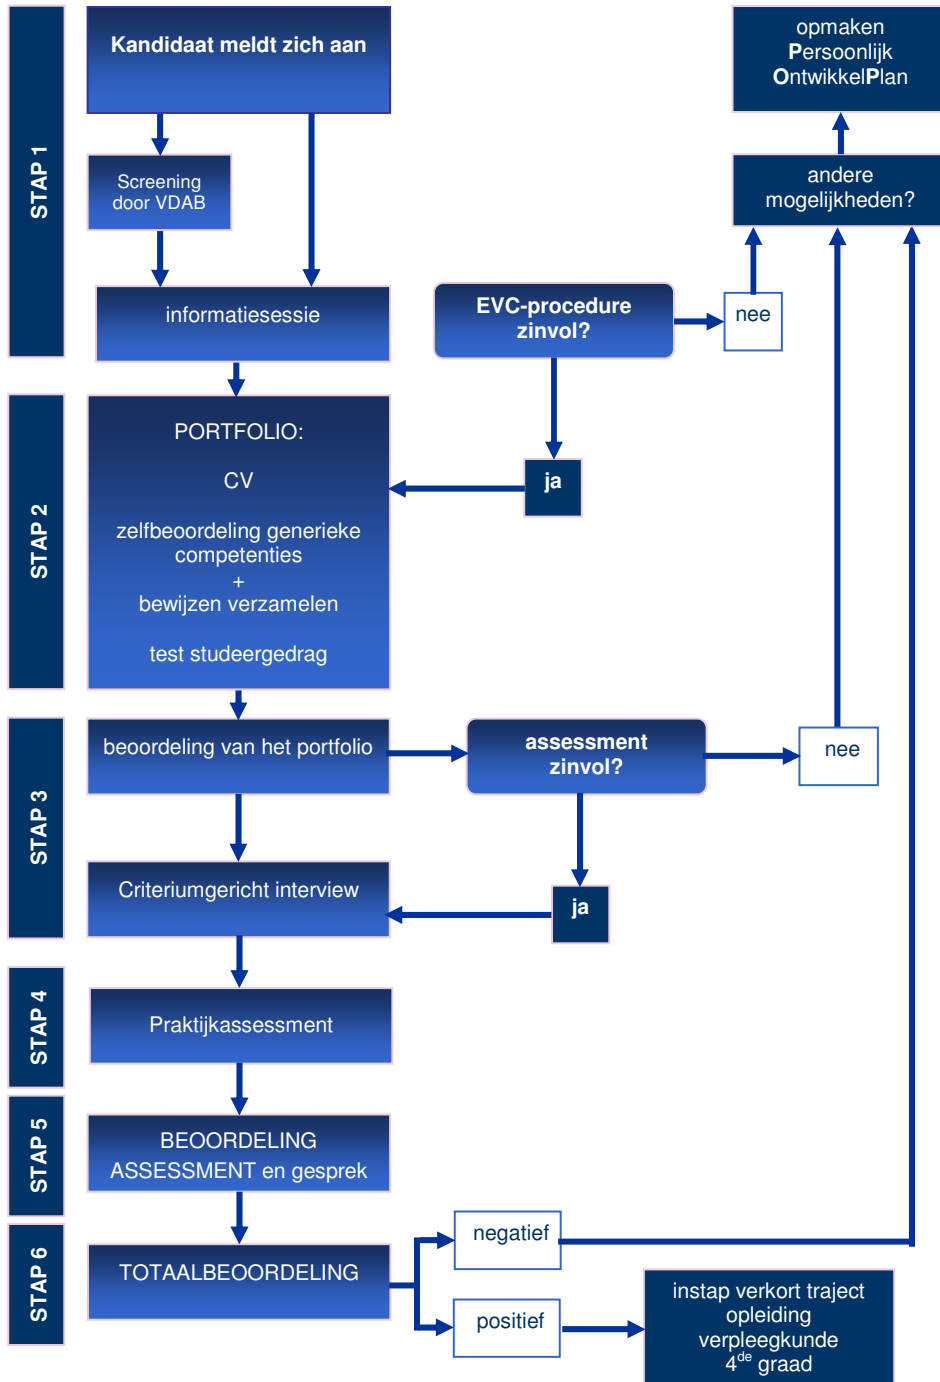 STAP 1
Kandidaat meldt zich aan
Screening
door VDAB
informatiesessie
EVC-procedure
zinvol?
nee
andere
mogelijkheden?
opmaken
Persoonlijk
OntwikkelPlan
ja
STAP 2
PORTFOLIO:
CV
zelfbeoordeling generieke
competenties
+
bewijzen verzamelen
test studeergedrag
STAP 3
beoordeling van het portfolio
assessment
zinvol?
nee
ja
Criteriumgericht interview
STAP 4
Praktijkassessment
STAP 5
BEOORDELING
ASSESSMENT en gesprek
STAP 6
TOTAALBEOORDELING
negatief
positief
instap verkort traject
opleiding
verpleegkunde
4de graad